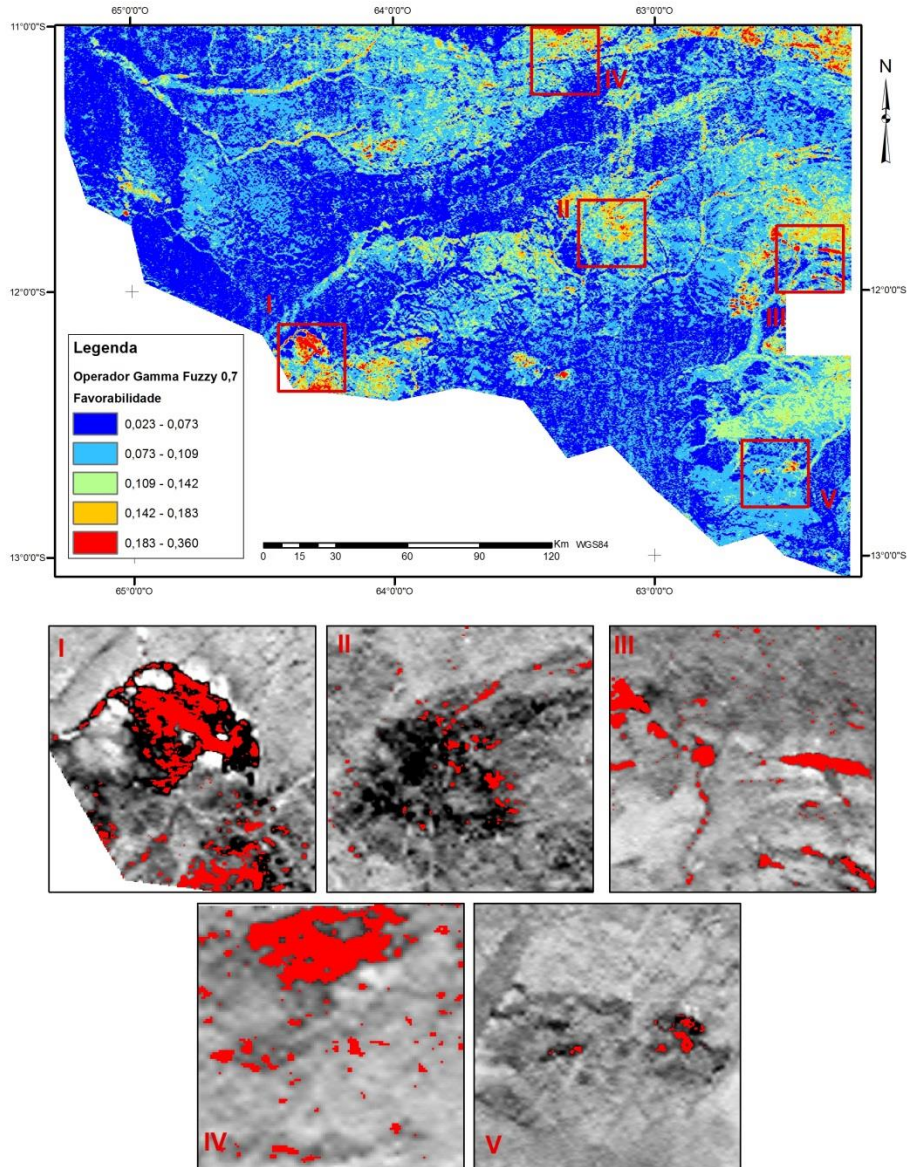 65°0'0"O 64°0'0"O 63°0'0"O
11°0'0"S 11°0'0"S
N
IV
II
12°0'0"S 12°0'0"S
I
III
Legenda
Operador Gamma Fuzzy 0,7
Favorabilidade
0,023 - 0,073
0,073 - 0,109
0,109 - 0,142
0,142 - 0,183
0,183 - 0,360
V
Km WGS84
0 15 30 60 90 120
13°0'0"S 13°0'0"S
65°0'0"O 64°0'0"O 63°0'0"O
I II III
IV V